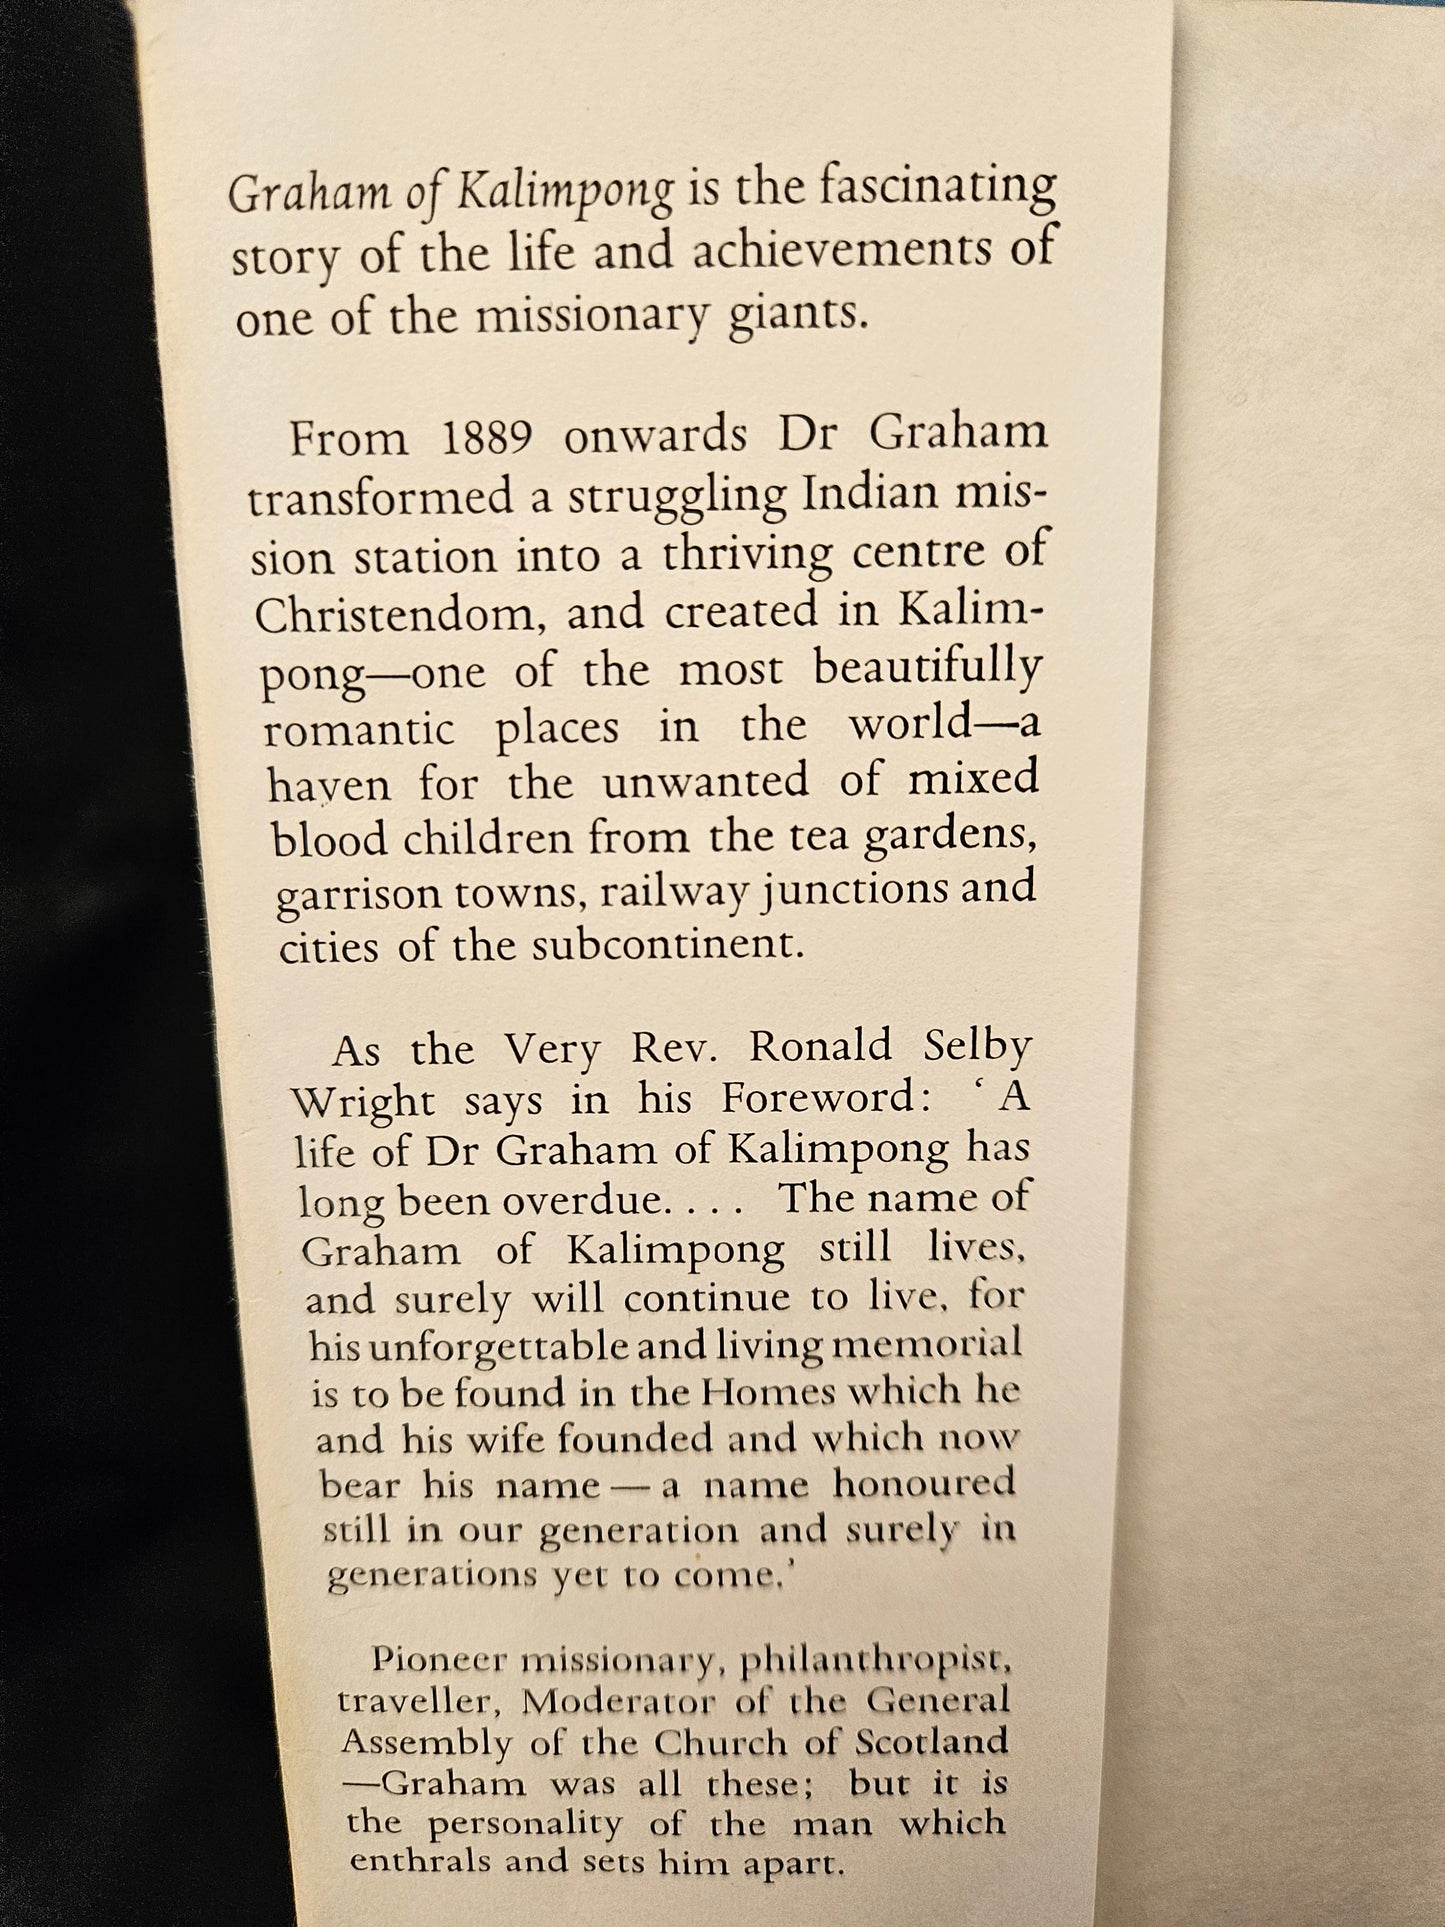 Graham of Kalimpong is the fascinating
story of the life and achievements of
one of the missionary giants.
From 1889 onwards Dr Graham
transformed a struggling Indian mis-
sion station into a thriving centre of
Christendom, and created in Kalim-
pong—one of the most beautifully
romantic places in the world—a
haven for the unwanted of mixed
blood children from the tea gardens,
garrison towns, railway junctions and
cities of the subcontinent.
As the Very Rev. Ronald Selby
Wright says in his Foreword: ‘ A
life of Dr Graham of Kalimpong has
long been overdue. . . . The name of
Graham of Kalimpong still lives,
and surely will continue to live, for
his unforgettable and living memorial
is to be found in the Homes which he
and his wife founded and which now
bear his name — a name honoured
still in our generation and surely in
generations yet to come.’
Pioneer missionary, philanthropist,
traveller, Moderator of the General
Assembly of the Church of Scotland
—Graham was all these; but it is
the personality of the man which
enthrals and sets him apart.